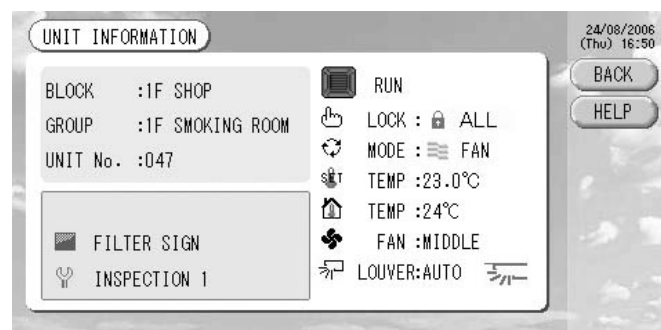 UNIT INFORMATION
24/08/2006
(Thu) 16:50
BACK
HELP
BLOCK :1F SHOP
GROUP :1F SMOKING ROOM
UNIT No. :047
FILTER SIGN
INSPECTION 1
RUN
LOCK : ALL
MODE : FAN
SET TEMP :23.0°C
TEMP :24°C
FAN :MIDDLE
LOUVER:AUTO